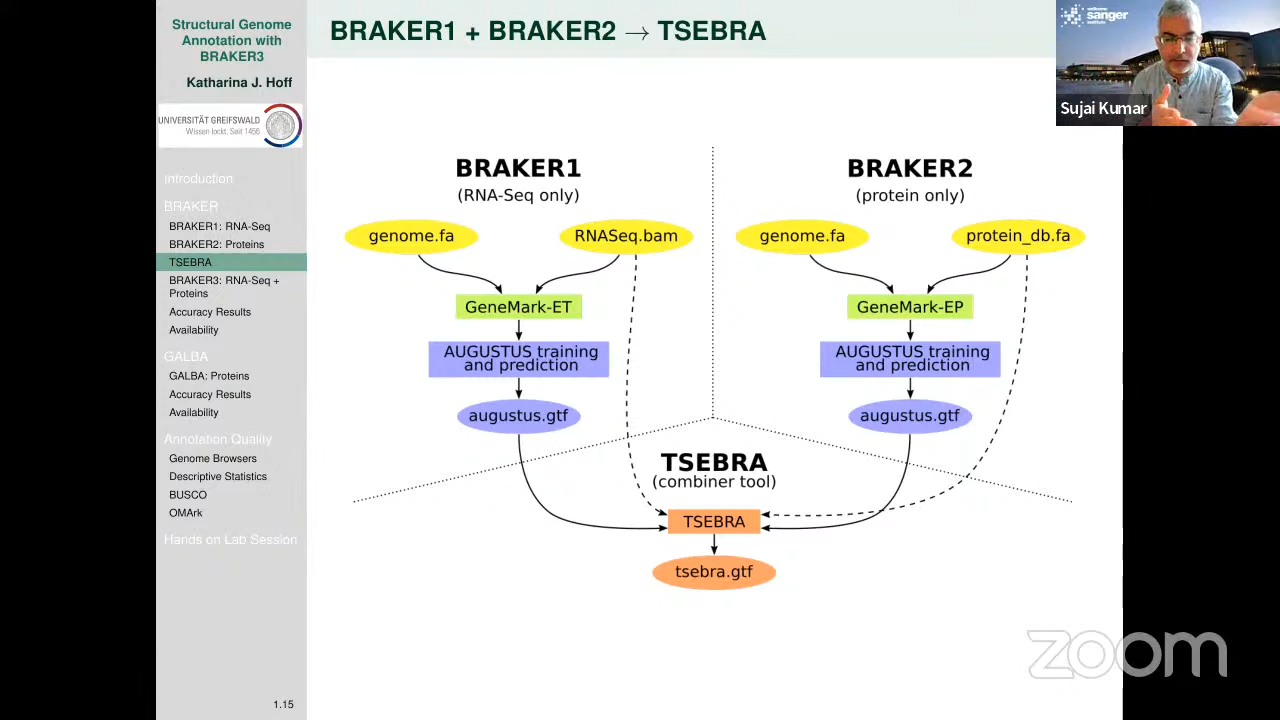 Structural Genome
Annotation with
BRAKER3
Katharina J. Hoff
UNIVERSITÄT GREIFSWALD
Wissen lockt. Seit 1456
Introduction
BRAKER
BRAKER1: RNA-Seq
BRAKER2: Proteins
TSEBRA
BRAKER3: RNA-Seq +
Proteins
Accuracy Results
Availability
GALBA
GALBA: Proteins
Accuracy Results
Availability
Annotation Quality
Genome Browsers
Descriptive Statistics
BUSCO
OMArk
Hands on Lab Session
1.15
BRAKER1 + BRAKER2 → TSEBRA
BRAKER1
(RNA-Seq only)
genome.fa
RNASeq.bam
GeneMark-ET
AUGUSTUS training
and prediction
augustus.gtf
BRAKER2
(protein only)
genome.fa
protein_db.fa
GeneMark-EP
AUGUSTUS training
and prediction
augustus.gtf
TSEBRA
(combiner tool)
TSEBRA
tsebra.gtf
sanger
Sujai Kumar
zoom